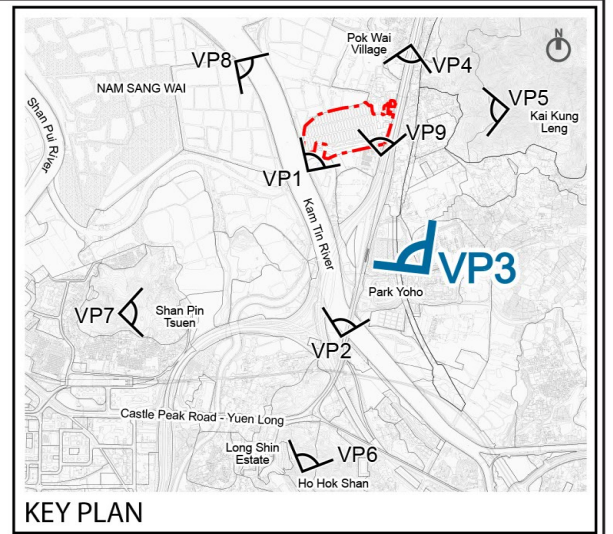 Pok Wai
Village
N
VP8
VP4
NAM SANG WAI
VP5
Kai Kung
Leng
Shan Pui River
VP9
VP1
Kam Tin River
VP3
Park Yoho
VP7
Shan Pin
Tsuen
VP2
Castle Peak Road - Yuen Long
Long Shin
Estate
VP6
Ho Hok Shan
KEY PLAN